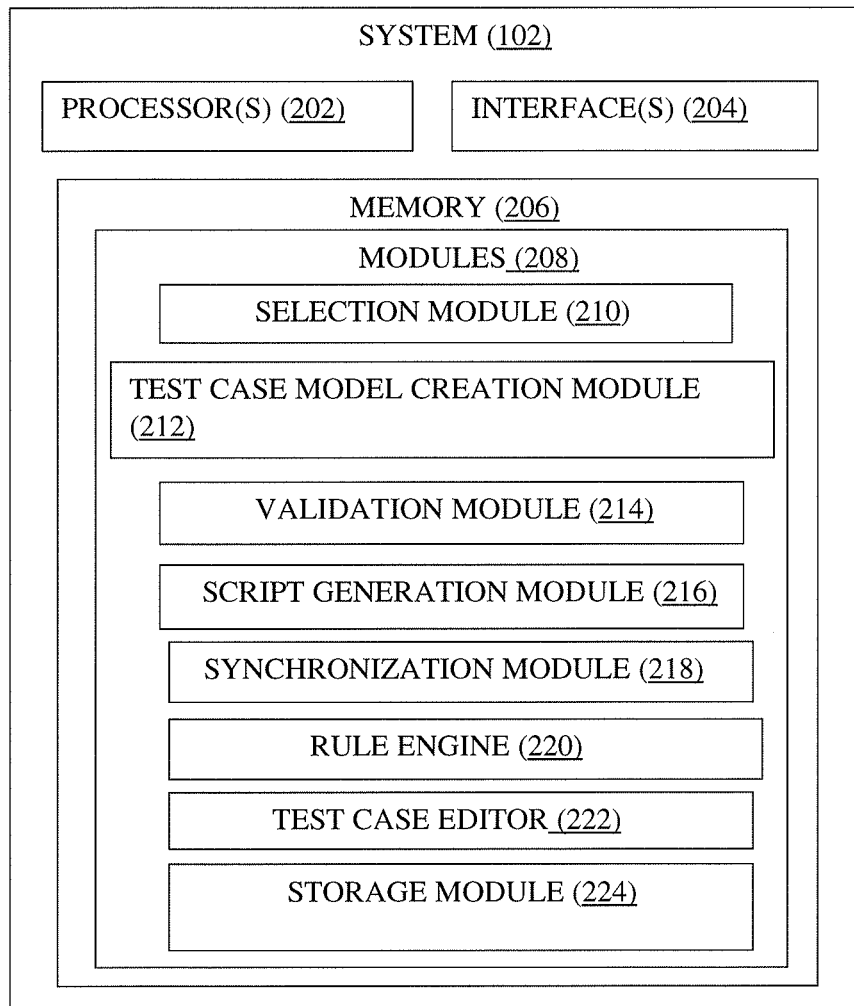 SYSTEM (102)
PROCESSOR(S) (202)
INTERFACE(S) (204)
MEMORY (206)
MODULES (208)
SELECTION MODULE (210)
TEST CASE MODEL CREATION MODULE
(212)
VALIDATION MODULE (214)
SCRIPT GENERATION MODULE (216)
SYNCHRONIZATION MODULE (218)
RULE ENGINE (220)
TEST CASE EDITOR (222)
STORAGE MODULE (224)